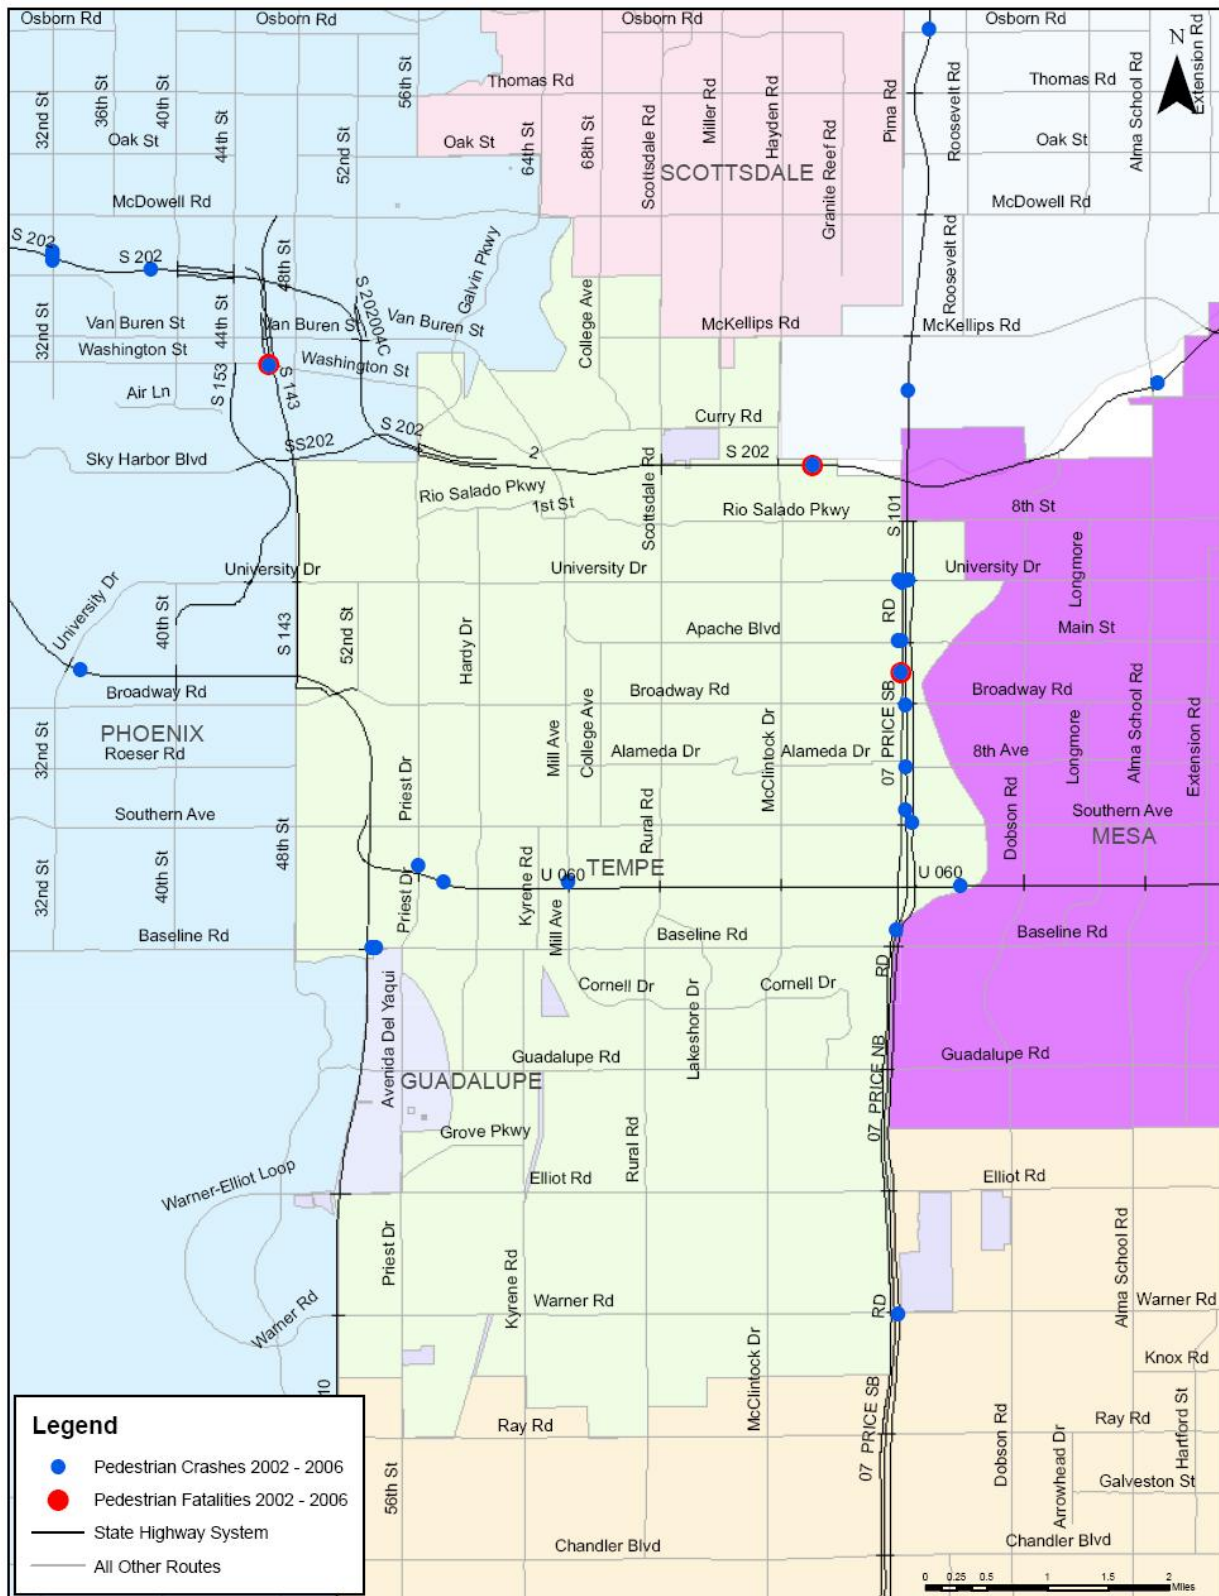 Osborn Rd
Osborn Rd
Osborn Rd
N
56th St
Thomas Rd
Thomas Rd
Extension Rd
32nd St
36th St
40th St
44th St
Miller Rd
Hayden Rd
Pima Rd
Roosevelt Rd
Alma School Rd
Oak St
52nd St
Oak St
64th St
68th St
Scottsdale Rd
Granite Reef Rd
Oak St
SCOTTSDALE
McDowell Rd
McDowell Rd
McDowell Rd
S 202
S 202
48th St
Galvin Pkwy
Roosevelt Rd
S 202004C
College Ave
32nd St
Van Buren St
44th St
Van Buren St
Van Buren St
McKellips Rd
McKellips Rd
Washington St
Washington St
Air Ln
S 153
S 143
Curry Rd
S 202
SS202
2
S 202
Sky Harbor Blvd
Scottsdale Rd
Rio Salado Pkwy
1st St
Rio Salado Pkwy
S 101
8th St
University Dr
University Dr
University Dr
University Dr
Longmore
40th St
S 143
52nd St
Hardy Dr
Apache Blvd
RD
Main St
Broadway Rd
Broadway Rd
Broadway Rd
PHOENIX
32nd St
Roeser Rd
Mill Ave
College Ave
Alameda Dr
McClintock Dr
Alameda Dr
07 PRICE SB
8th Ave
Longmore
Alma School Rd
Extension Rd
Southern Ave
Priest Dr
Rural Rd
Dobson Rd
Southern Ave
48th St
MESA
32nd St
40th St
Kyrene Rd
TEMPE
U 060
U 060
Priest Dr
Mill Ave
Baseline Rd
Baseline Rd
Baseline Rd
RD
Avenida Del Yaqui
Cornell Dr
Lakeshore Dr
Cornell Dr
Guadalupe Rd
07 PRICE NB
Guadalupe Rd
GUADALUPE
Grove Pkwy
Rural Rd
Warner-Elliot Loop
Elliot Rd
Elliot Rd
Priest Dr
Kyrene Rd
Alma School Rd
Warner Rd
Warner Rd
RD
Warner Rd
McClintock Dr
Knox Rd
10
Ray Rd
07 PRICE SB
Dobson Rd
Ray Rd
Hartford St
Arrowhead Dr
Galveston St
56th St
Chandler Blvd
Chandler Blvd
Legend
Pedestrian Crashes 2002 - 2006
Pedestrian Fatalities 2002 - 2006
State Highway System
All Other Routes
0 0.25 0.5 1 1.5 2
Miles